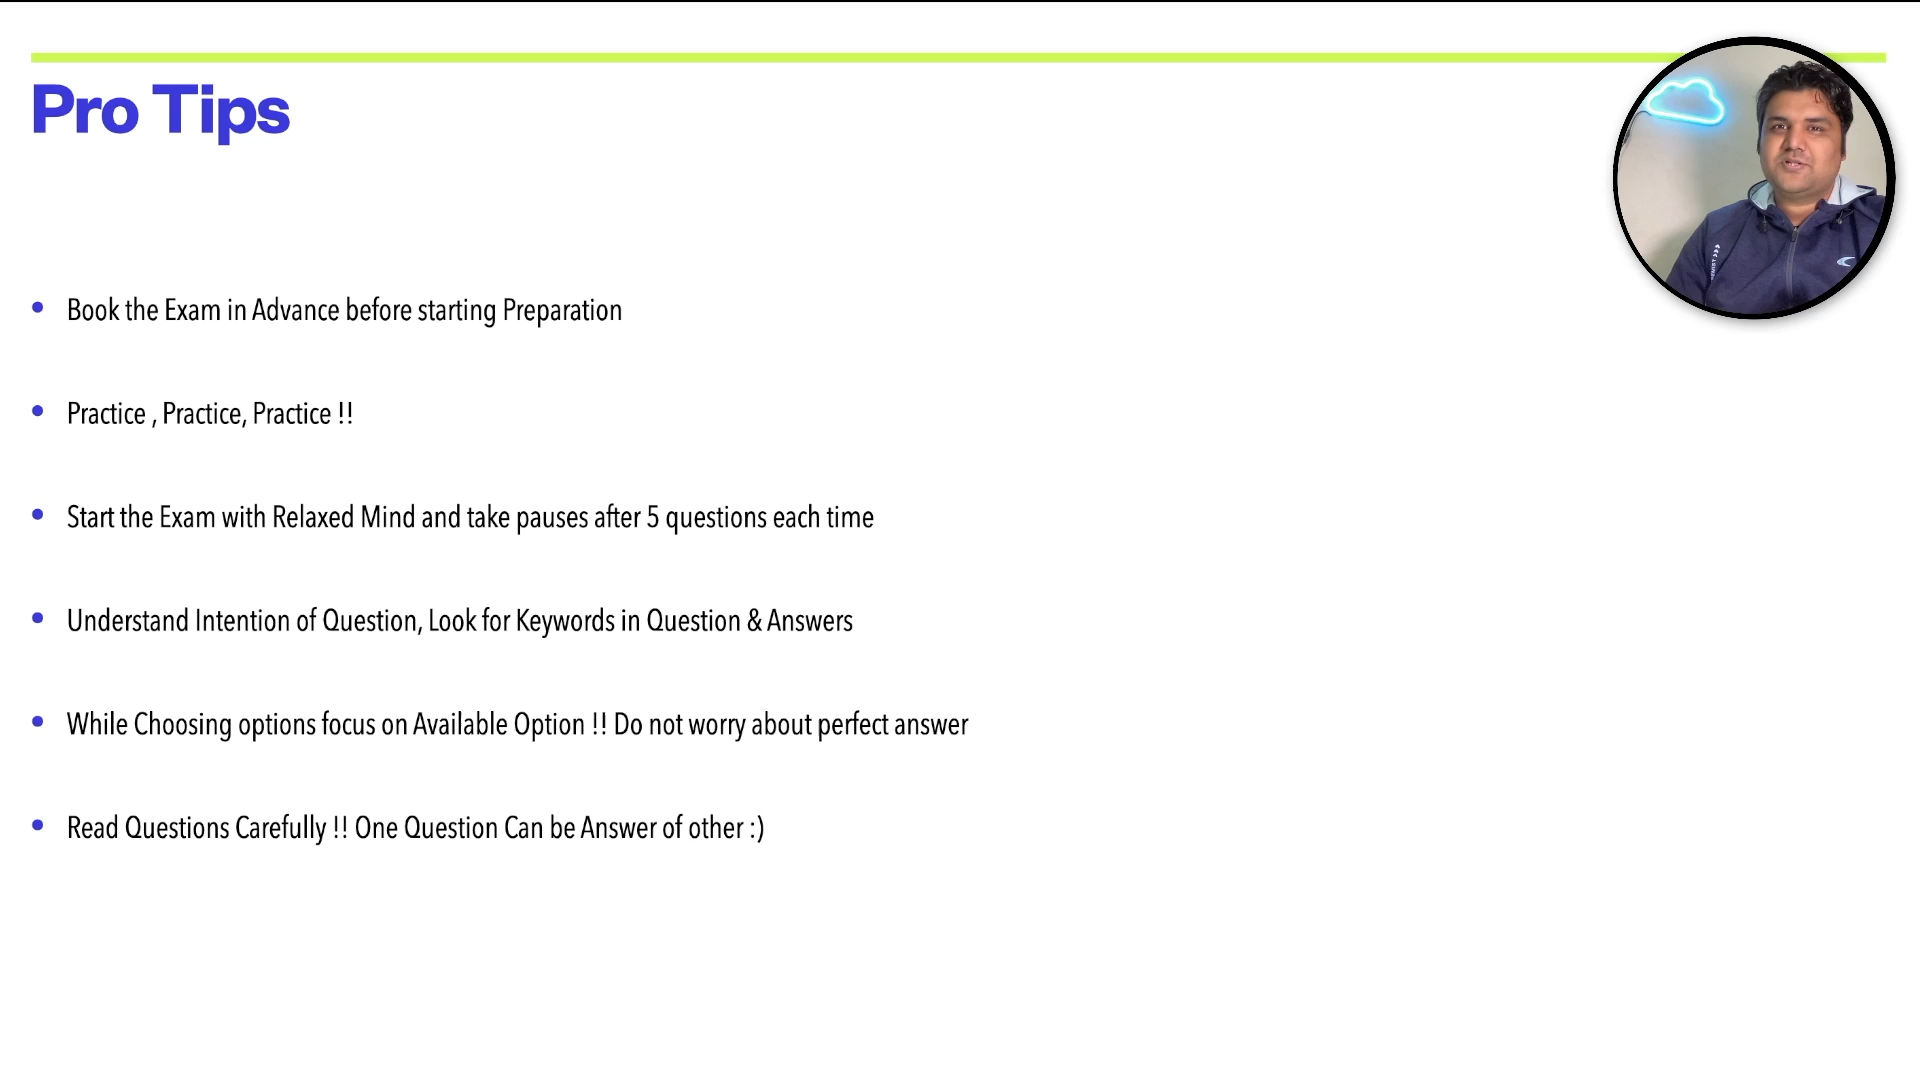 Pro Tips
Book the Exam in Advance before starting Preparation
Practice , Practice, Practice !!
Start the Exam with Relaxed Mind and take pauses after 5 questions each time
Understand Intention of Question, Look for Keywords in Question & Answers
While Choosing options focus on Available Option !! Do not worry about perfect answer
Read Questions Carefully !! One Question Can be Answer of other :)